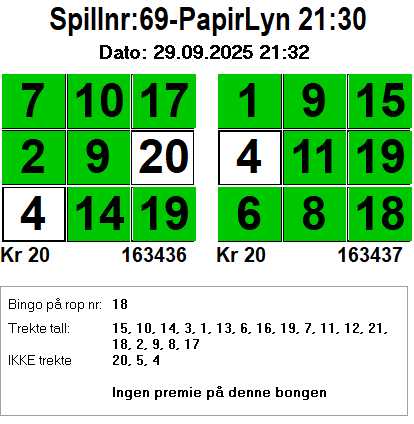 Spillnr:69-PapirLyn 21:30
Dato: 29.09.2025 21:32
7 10 17 1 9 15
2 9 20 4 11 19
4 14 19 6 8 18
Kr 20 163436 Kr 20 163437
Bingo på rop nr: 18
Trekte tall: 15, 10, 14, 3, 1, 13, 6, 16, 19, 7, 11, 12, 21,
18, 2, 9, 8, 17
IKKE trekte 20, 5, 4
Ingen premie på denne bongen